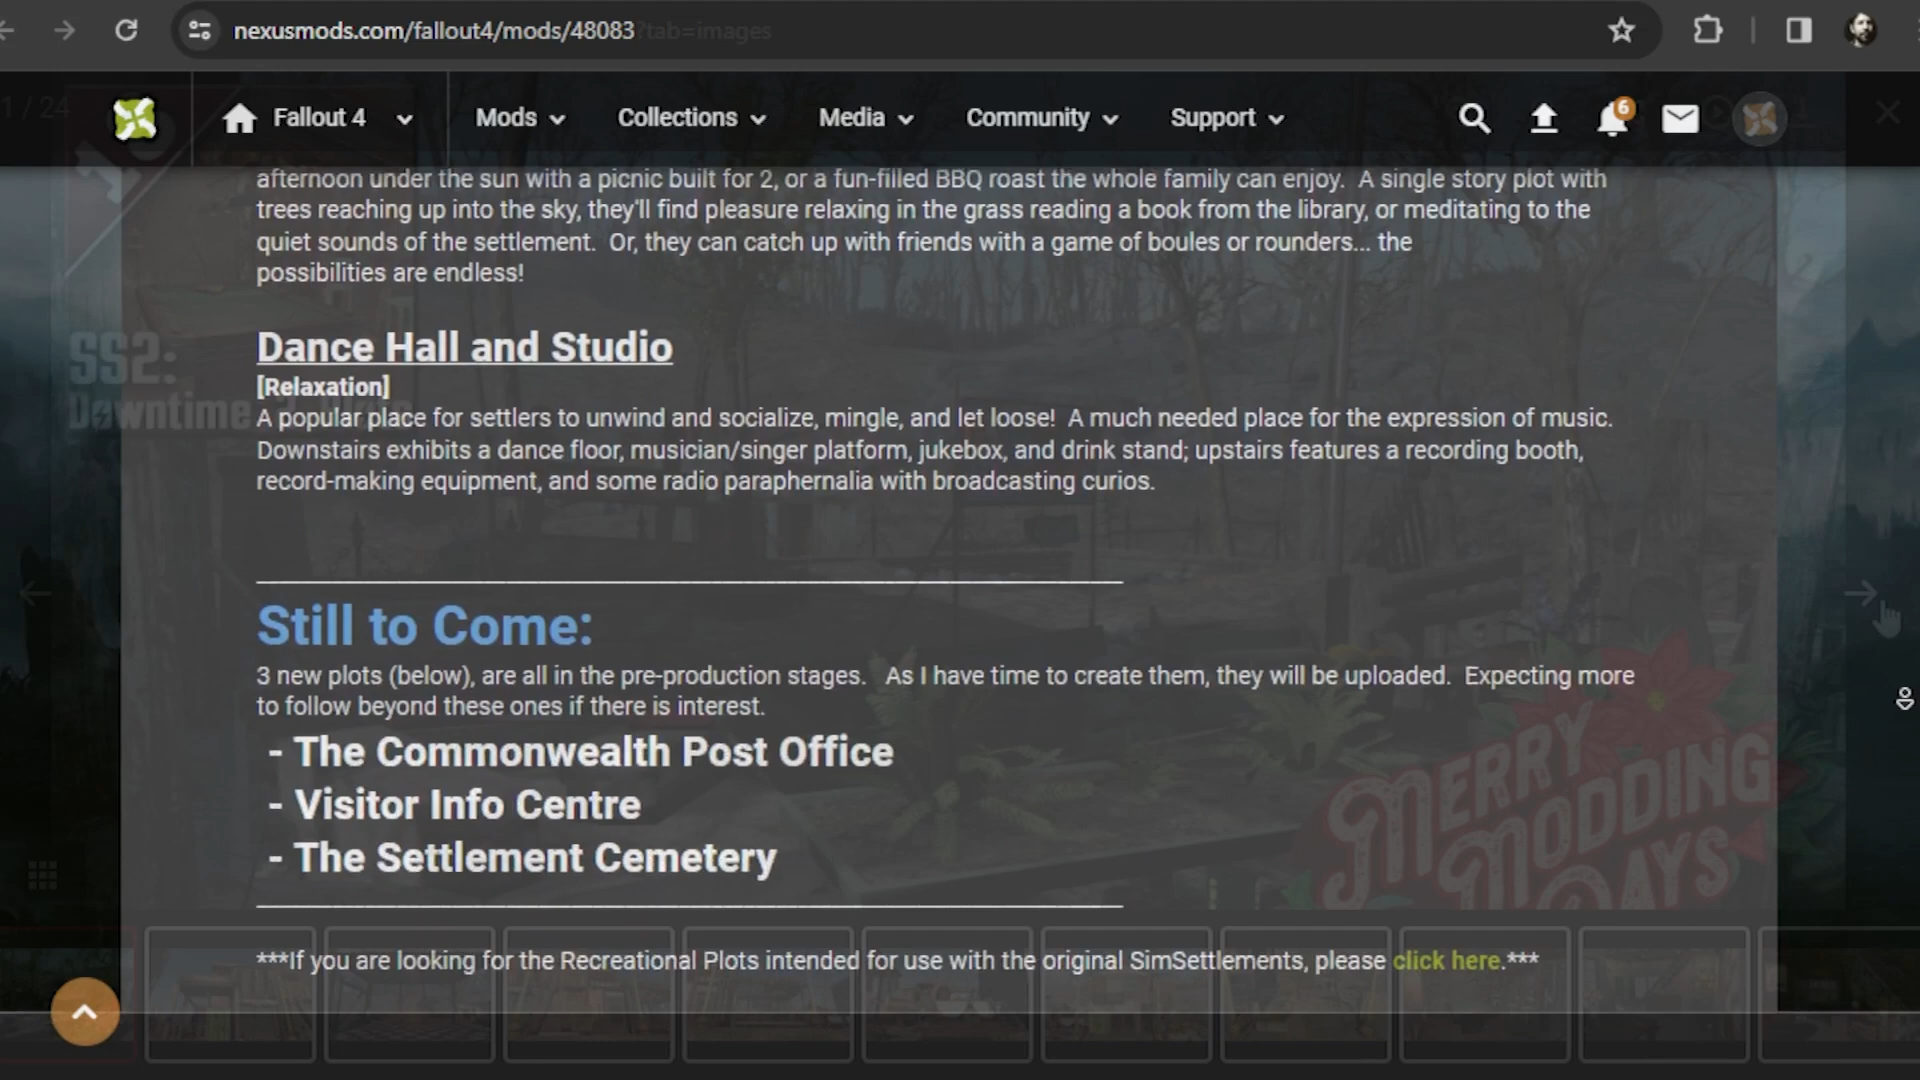 nexusmods.com/fallout4/mods/48083?tab=images
1 / 24
Fallout 4
Mods
Collections
Media
Community
Support
6
afternoon under the sun with a picnic built for 2, or a fun-filled BBQ roast the whole family can enjoy.  A single story plot with
trees reaching up into the sky, they'll find pleasure relaxing in the grass reading a book from the library, or meditating to the
quiet sounds of the settlement.  Or, they can catch up with friends with a game of boules or rounders... the
possibilities are endless!
SS2:
Downtime
Dance Hall and Studio
[Relaxation]
A popular place for settlers to unwind and socialize, mingle, and let loose!  A much needed place for the expression of music.
Downstairs exhibits a dance floor, musician/singer platform, jukebox, and drink stand; upstairs features a recording booth,
record-making equipment, and some radio paraphernalia with broadcasting curios.
Still to Come:
3 new plots (below), are all in the pre-production stages.   As I have time to create them, they will be uploaded.  Expecting more
to follow beyond these ones if there is interest.
- The Commonwealth Post Office
- Visitor Info Centre
- The Settlement Cemetery
MERRY
MODDING
DAYS
***If you are looking for the Recreational Plots intended for use with the original SimSettlements, please click here.***